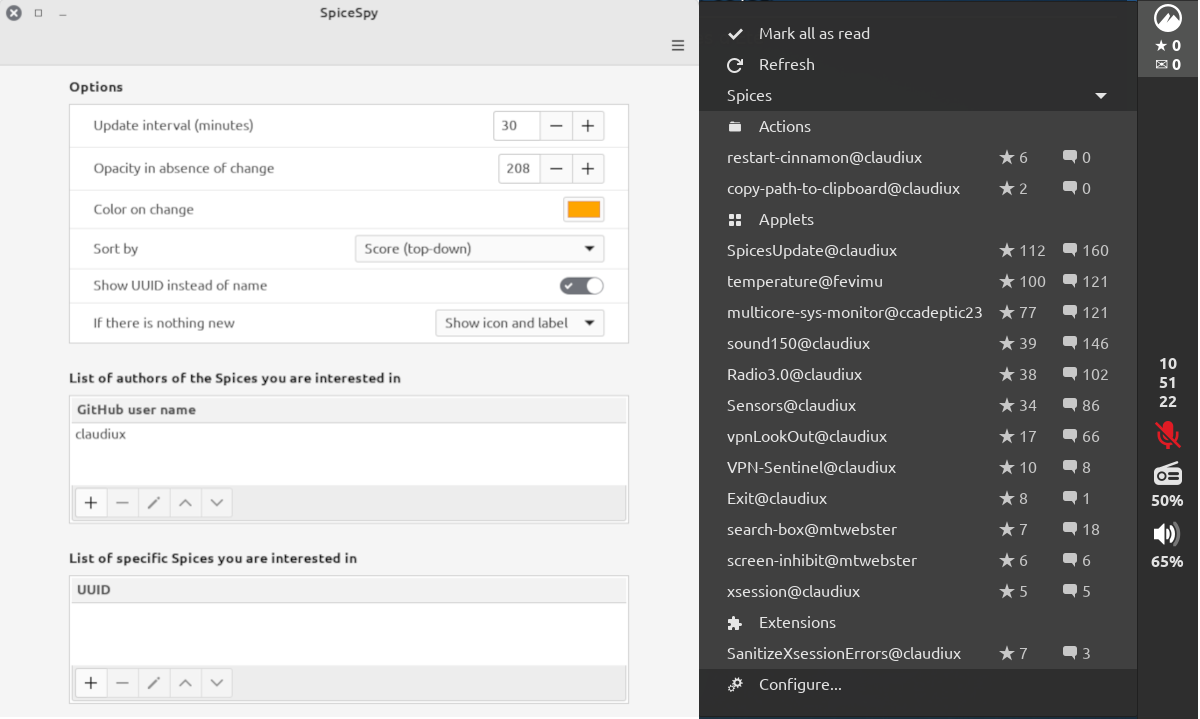 SpiceSpy
Options
Update interval (minutes) 30
Opacity in absence of change 208
Color on change
Sort by Score (top-down)
Show UUID instead of name
If there is nothing new Show icon and label
List of authors of the Spices you are interested in
GitHub user name
claudiux
List of specific Spices you are interested in
UUID
Mark all as read
Refresh
Spices
Actions
restart-cinnamon@claudiux ★ 6 0
copy-path-to-clipboard@claudiux ★ 2 0
Applets
SpicesUpdate@claudiux ★ 112 160
temperature@fevimu ★ 100 121
multicore-sys-monitor@ccadeptic23 ★ 77 121
sound150@claudiux ★ 39 146
Radio3.0@claudiux ★ 38 102
Sensors@claudiux ★ 34 86
vpnLookOut@claudiux ★ 17 66
VPN-Sentinel@claudiux ★ 10 8
Exit@claudiux ★ 8 1
search-box@mtwebster ★ 7 18
screen-inhibit@mtwebster ★ 6 6
xsession@claudiux ★ 5 5
Extensions
SanitizeXsessionErrors@claudiux ★ 7 3
Configure...
★ 0
✉ 0
10
51
22
50%
65%